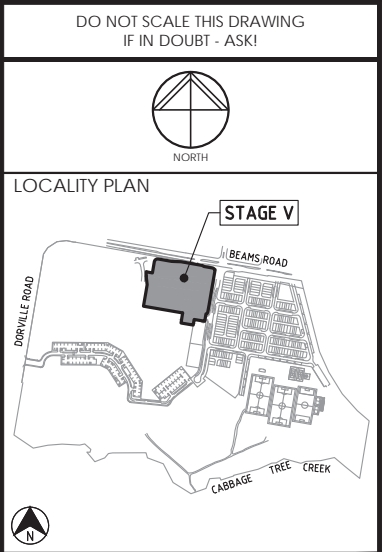 DO NOT SCALE THIS DRAWING
IF IN DOUBT - ASK!
NORTH
LOCALITY PLAN
STAGE V
BEAMS ROAD
DORVILLE ROAD
CABBAGE TREE CREEK
N